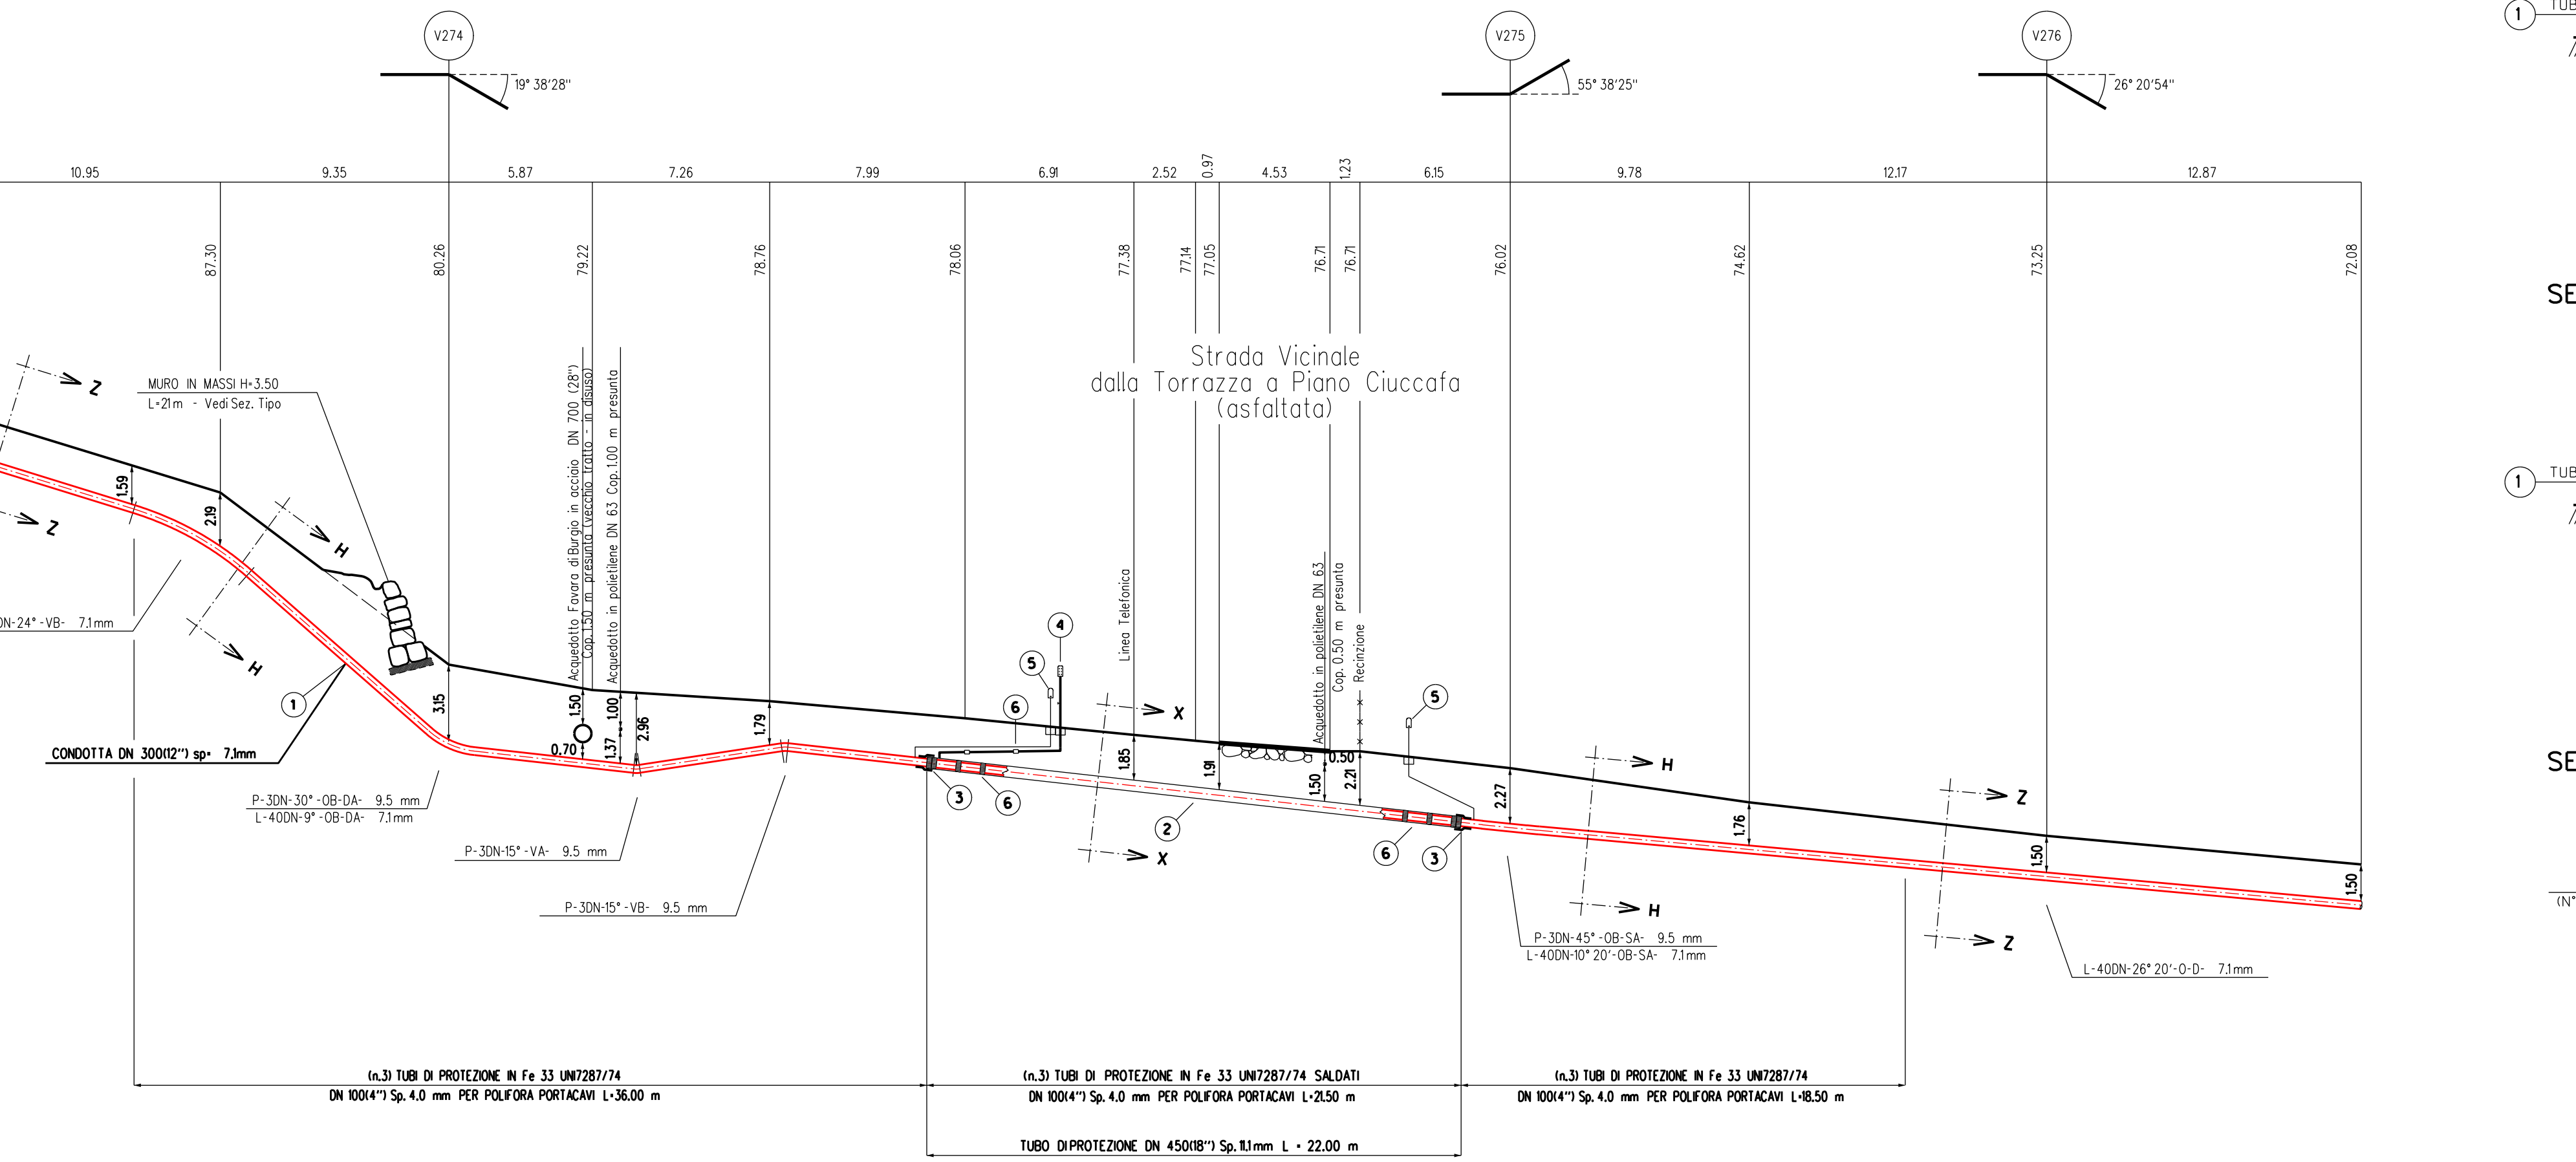 V274
V275
V276
1
19° 38'28"
55° 38'25"
26° 20'54"
10.95
9.35
5.87
7.26
7.99
6.91
2.52
0.97
4.53
1.23
6.15
9.78
12.17
12.87
87.30
80.26
79.22
78.76
78.06
77.38
77.14
77.05
76.71
76.71
76.02
74.62
73.25
72.08
SE
Strada Vicinale
dalla Torrazza a Piano Ciuccafa
(asfaltata)
MURO IN MASSI H=3.50
L=21 m - Vedi Sez. Tipo
Z
Z
H
H
Acquedotto Favara di Burgio in acciaio DN 700 (28")
Cop. 1.50 m presunta (vecchio tratto - in disuso)
Acquedotto in polietilene DN 63 Cop. 1.00 m presunta
Linea Telefonica
Acquedotto in polietilene DN 63
Cop. 0.50 m presunta
Recinzione
1
1.59
2.19
3.15
1.50
0.70
1.00
1.37
2.96
1.79
1.85
1.91
0.50
1.50
2.21
2.27
1.76
1.50
1.50
DN-24°-VB- 7.1 mm
1
CONDOTTA DN 300(12") sp= 7.1mm
4
5
6
5
3
6
2
6
3
X
X
H
H
Z
Z
SE
P-3DN-30°-OB-DA- 9.5 mm
L-40DN-9°-OB-DA- 7.1 mm
P-3DN-15°-VA- 9.5 mm
P-3DN-15°-VB- 9.5 mm
P-3DN-45°-OB-SA- 9.5 mm
L-40DN-10° 20'-OB-SA- 7.1 mm
L-40DN-26° 20'-O-D- 7.1 mm
(N°
(n.3) TUBI DI PROTEZIONE IN Fe 33 UNI7287/74
DN 100(4") Sp. 4.0 mm PER POLIFORA PORTACAVI L=36.00 m
(n.3) TUBI DI PROTEZIONE IN Fe 33 UNI7287/74 SALDATI
DN 100(4") Sp. 4.0 mm PER POLIFORA PORTACAVI L=21.50 m
(n.3) TUBI DI PROTEZIONE IN Fe 33 UNI7287/74
DN 100(4") Sp. 4.0 mm PER POLIFORA PORTACAVI L=18.50 m
TUBO DI PROTEZIONE DN 450(18") Sp. 11.1 mm L = 22.00 m